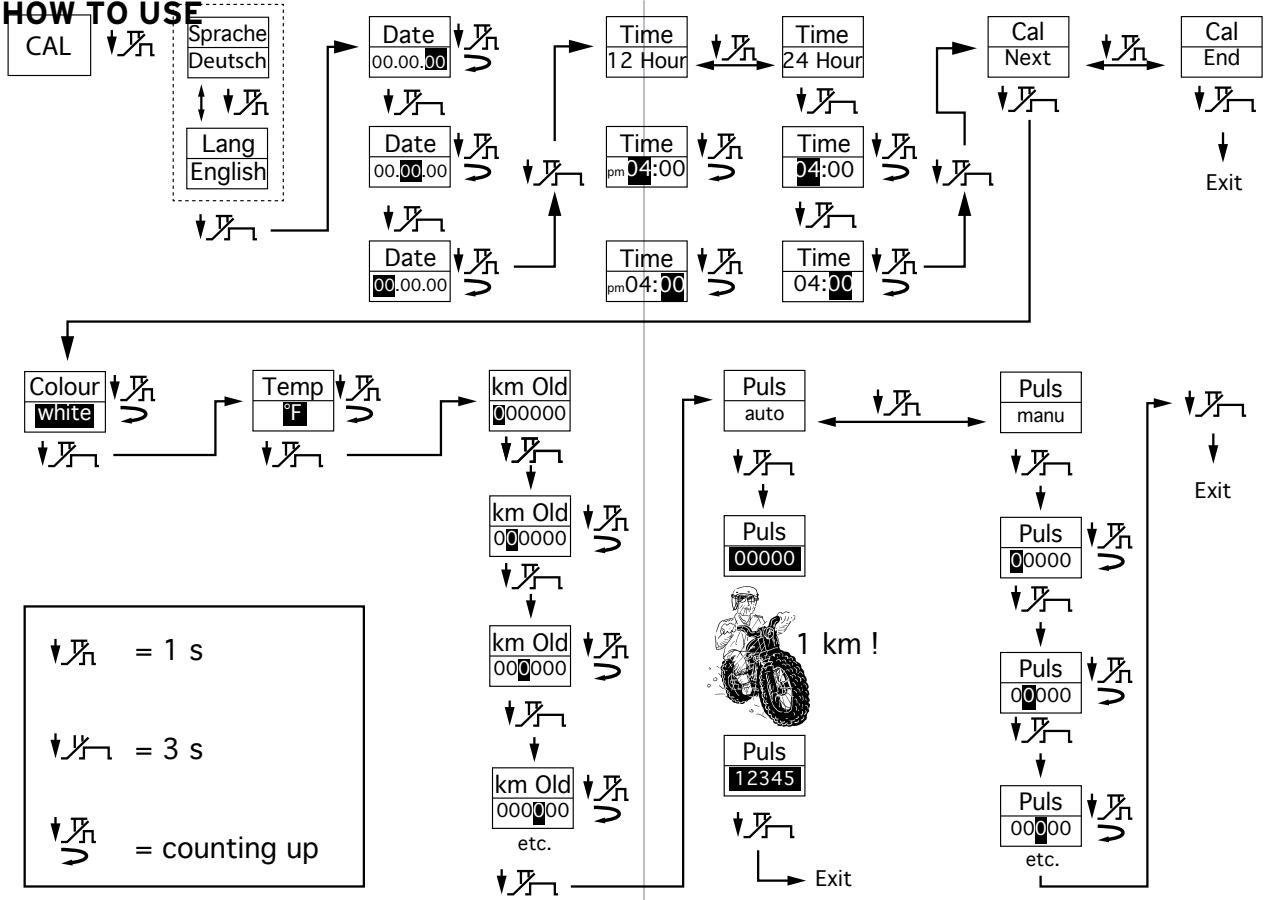 HOW TO USE
CAL
Sprache
Deutsch
Lang
English
Date
00.00.00
Date
00.00.00
Date
00.00.00
Time
12 Hour
Time
pm04:00
Time
pm04:00
Time
24 Hour
Time
04:00
Time
04:00
Cal
Next
Cal
End
Exit
Colour
white
Temp
°F
km Old
000000
km Old
000000
km Old
000000
km Old
000000
etc.
Puls
auto
Puls
00000
1 km !
Puls
12345
Exit
Puls
manu
Puls
00000
Puls
00000
Puls
00000
etc.
Exit
= 1 s
= 3 s
= counting up